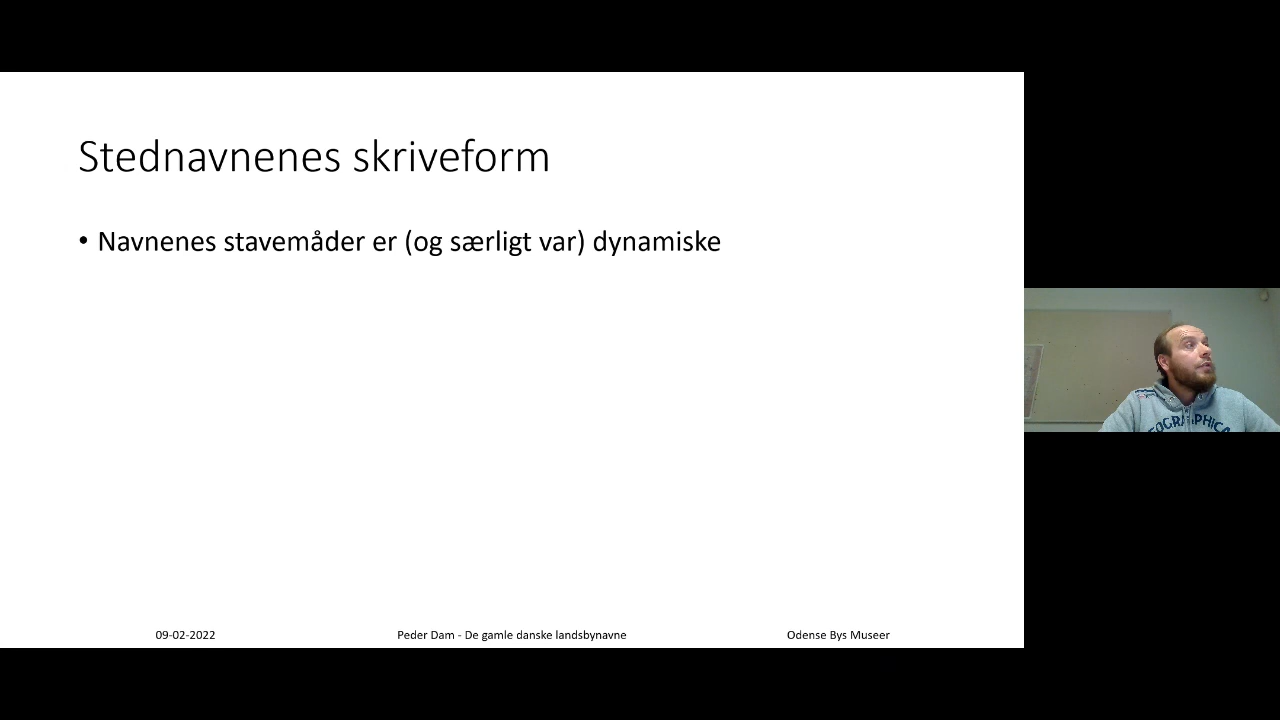 Stednavnenes skriveform
• Navnenes stavemåder er (og særligt var) dynamiske
09-02-2022
Peder Dam - De gamle danske landsbynavne
Odense Bys Museer